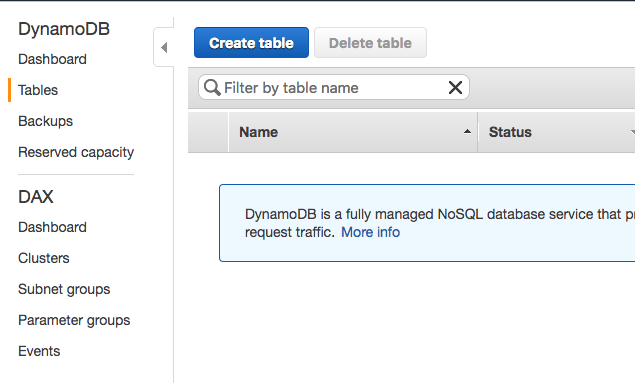 DynamoDB
Dashboard
Tables
Backups
Reserved capacity
DAX
Dashboard
Clusters
Subnet groups
Parameter groups
Events
Create table
Delete table
Filter by table name
Name
Status
DynamoDB is a fully managed NoSQL database service that
request traffic. More info